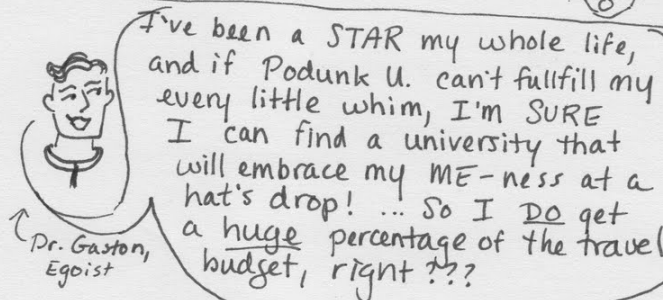 I've been a STAR my whole life,
and if Podunk U. can't fullfill my
every little whim, I'm SURE
I can find a university that
will embrace my ME-ness at a
hat's drop! ... So I DO get
a huge percentage of the travel
budget, right???
Dr. Gaston,
Egoist